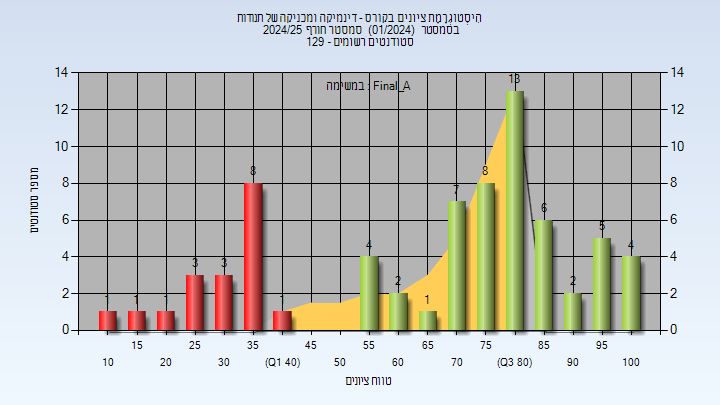 הִיסְטוֹגְרָמַת ציונים בקורס - דינמיקה ומכניקה של תנודות
בסמסטר (01/2024) סמסטר חורף 2024/25
סטודנטים רשומים - 129
במשימה : Final_A
מספר סטודנטים
14 12 10 8 6 4 2 0
14 12 10 8 6 4 2 0
1 1 1 3 3 8 1 4 2 1 7 8 13 6 2 5 4
15 25 35 45 55 65 75 85 95
10 20 30 (Q1 40) 50 60 70 (Q3 80) 90 100
טווח ציונים